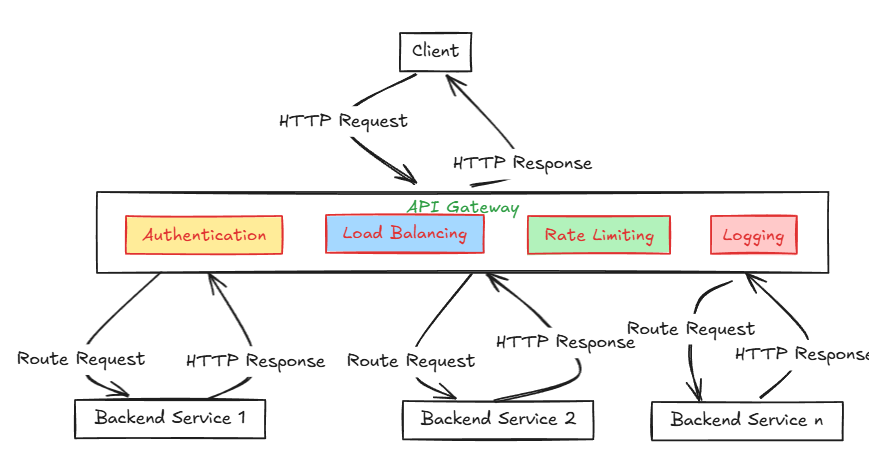 Client
HTTP Request
HTTP Response
API Gateway
Authentication
Load Balancing
Rate Limiting
Logging
Route Request
HTTP Response
Route Request
HTTP Response
Route Request
HTTP Response
Backend Service 1
Backend Service 2
Backend Service n